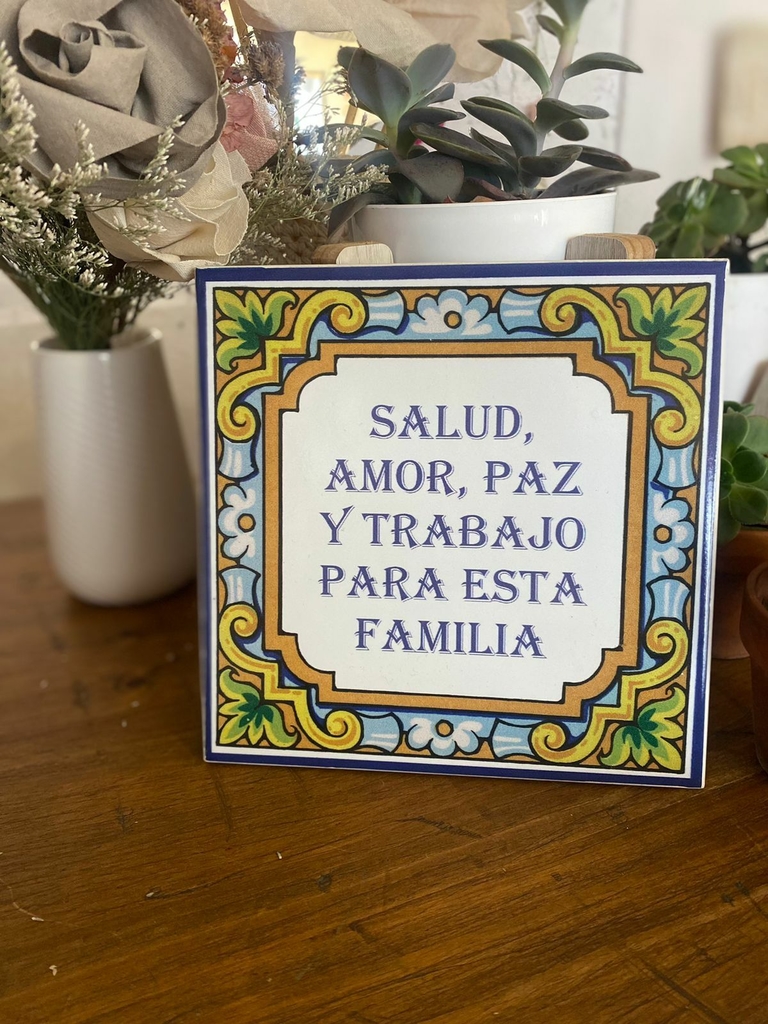 SALUD,
AMOR, PAZ
Y TRABAJO
PARA ESTA
FAMILIA